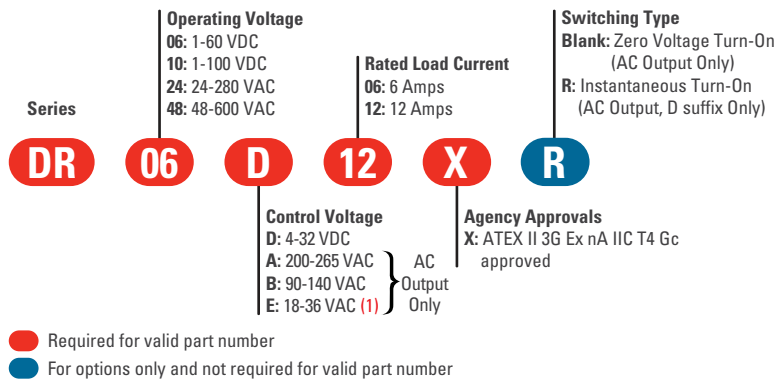 Operating Voltage
06: 1-60 VDC
10: 1-100 VDC
24: 24-280 VAC
48: 48-600 VAC
Rated Load Current
06: 6 Amps
12: 12 Amps
Switching Type
Blank: Zero Voltage Turn-On
(AC Output Only)
R: Instantaneous Turn-On
(AC Output, D suffix Only)
Series
DR 06 D 12 X R
Control Voltage
D: 4-32 VDC
A: 200-265 VAC
B: 90-140 VAC
E: 18-36 VAC (1)
AC
Output
Only
Agency Approvals
X: ATEX II 3G Ex nA IIC T4 Gc
approved
Required for valid part number
For options only and not required for valid part number